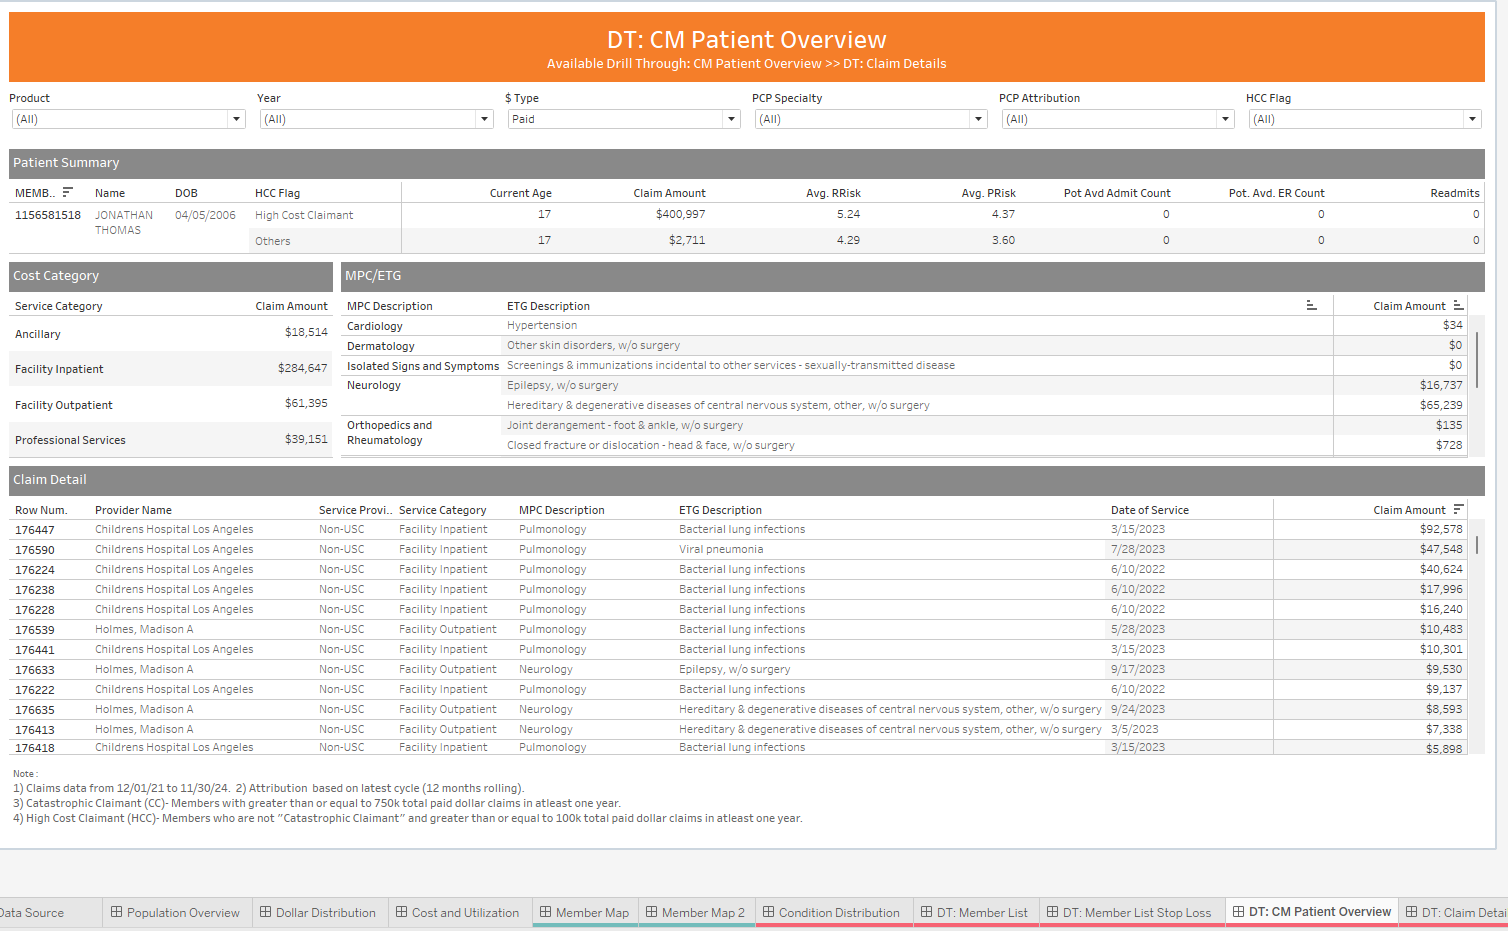 DT: CM Patient Overview
Available Drill Through: CM Patient Overview >> DT: Claim Details
Product Year $ Type PCP Specialty PCP Attribution HCC Flag
(All) (All) Paid (All) (All) (All)
Patient Summary
MEMB.. Name DOB HCC Flag Current Age Claim Amount Avg. RRisk Avg. PRisk Pot Avd Admit Count Pot. Avd. ER Count Readmits
1156581518 JONATHAN THOMAS 04/05/2006 High Cost Claimant 17 $400,997 5.24 4.37 0 0 0
Others 17 $2,711 4.29 3.60 0 0 0
Cost Category
Service Category Claim Amount
Ancillary $18,514
Facility Inpatient $284,647
Facility Outpatient $61,395
Professional Services $39,151
MPC/ETG
MPC Description ETG Description Claim Amount
Cardiology Hypertension $34
Dermatology Other skin disorders, w/o surgery $0
Isolated Signs and Symptoms Screenings & immunizations incidental to other services - sexually-transmitted disease $0
Neurology Epilepsy, w/o surgery $16,737
Hereditary & degenerative diseases of central nervous system, other, w/o surgery $65,239
Orthopedics and Rheumatology Joint derangement - foot & ankle, w/o surgery $135
Closed fracture or dislocation - head & face, w/o surgery $728
Claim Detail
Row Num. Provider Name Service Provi.. Service Category MPC Description ETG Description Date of Service Claim Amount
176447 Childrens Hospital Los Angeles Non-USC Facility Inpatient Pulmonology Bacterial lung infections 3/15/2023 $92,578
176590 Childrens Hospital Los Angeles Non-USC Facility Inpatient Pulmonology Viral pneumonia 7/28/2023 $47,548
176224 Childrens Hospital Los Angeles Non-USC Facility Inpatient Pulmonology Bacterial lung infections 6/10/2022 $40,624
176238 Childrens Hospital Los Angeles Non-USC Facility Inpatient Pulmonology Bacterial lung infections 6/10/2022 $17,996
176228 Childrens Hospital Los Angeles Non-USC Facility Inpatient Pulmonology Bacterial lung infections 6/10/2022 $16,240
176539 Holmes, Madison A Non-USC Facility Outpatient Pulmonology Bacterial lung infections 5/28/2023 $10,483
176441 Childrens Hospital Los Angeles Non-USC Facility Inpatient Pulmonology Bacterial lung infections 3/15/2023 $10,301
176633 Holmes, Madison A Non-USC Facility Outpatient Neurology Epilepsy, w/o surgery 9/17/2023 $9,530
176222 Childrens Hospital Los Angeles Non-USC Facility Inpatient Pulmonology Bacterial lung infections 6/10/2022 $9,137
176635 Holmes, Madison A Non-USC Facility Outpatient Neurology Hereditary & degenerative diseases of central nervous system, other, w/o surgery 9/24/2023 $8,593
176413 Holmes, Madison A Non-USC Facility Outpatient Neurology Hereditary & degenerative diseases of central nervous system, other, w/o surgery 3/5/2023 $7,338
176418 Childrens Hospital Los Angeles Non-USC Facility Inpatient Pulmonology Bacterial lung infections 3/15/2023 $5,898
Note :
1) Claims data from 12/01/21 to 11/30/24. 2) Attribution based on latest cycle (12 months rolling).
3) Catastrophic Claimant (CC)- Members with greater than or equal to 750k total paid dollar claims in atleast one year.
4) High Cost Claimant (HCC)- Members who are not "Catastrophic Claimant" and greater than or equal to 100k total paid dollar claims in atleast one year.
Data Source Population Overview Dollar Distribution Cost and Utilization Member Map Member Map 2 Condition Distribution DT: Member List DT: Member List Stop Loss DT: CM Patient Overview DT: Claim Detai